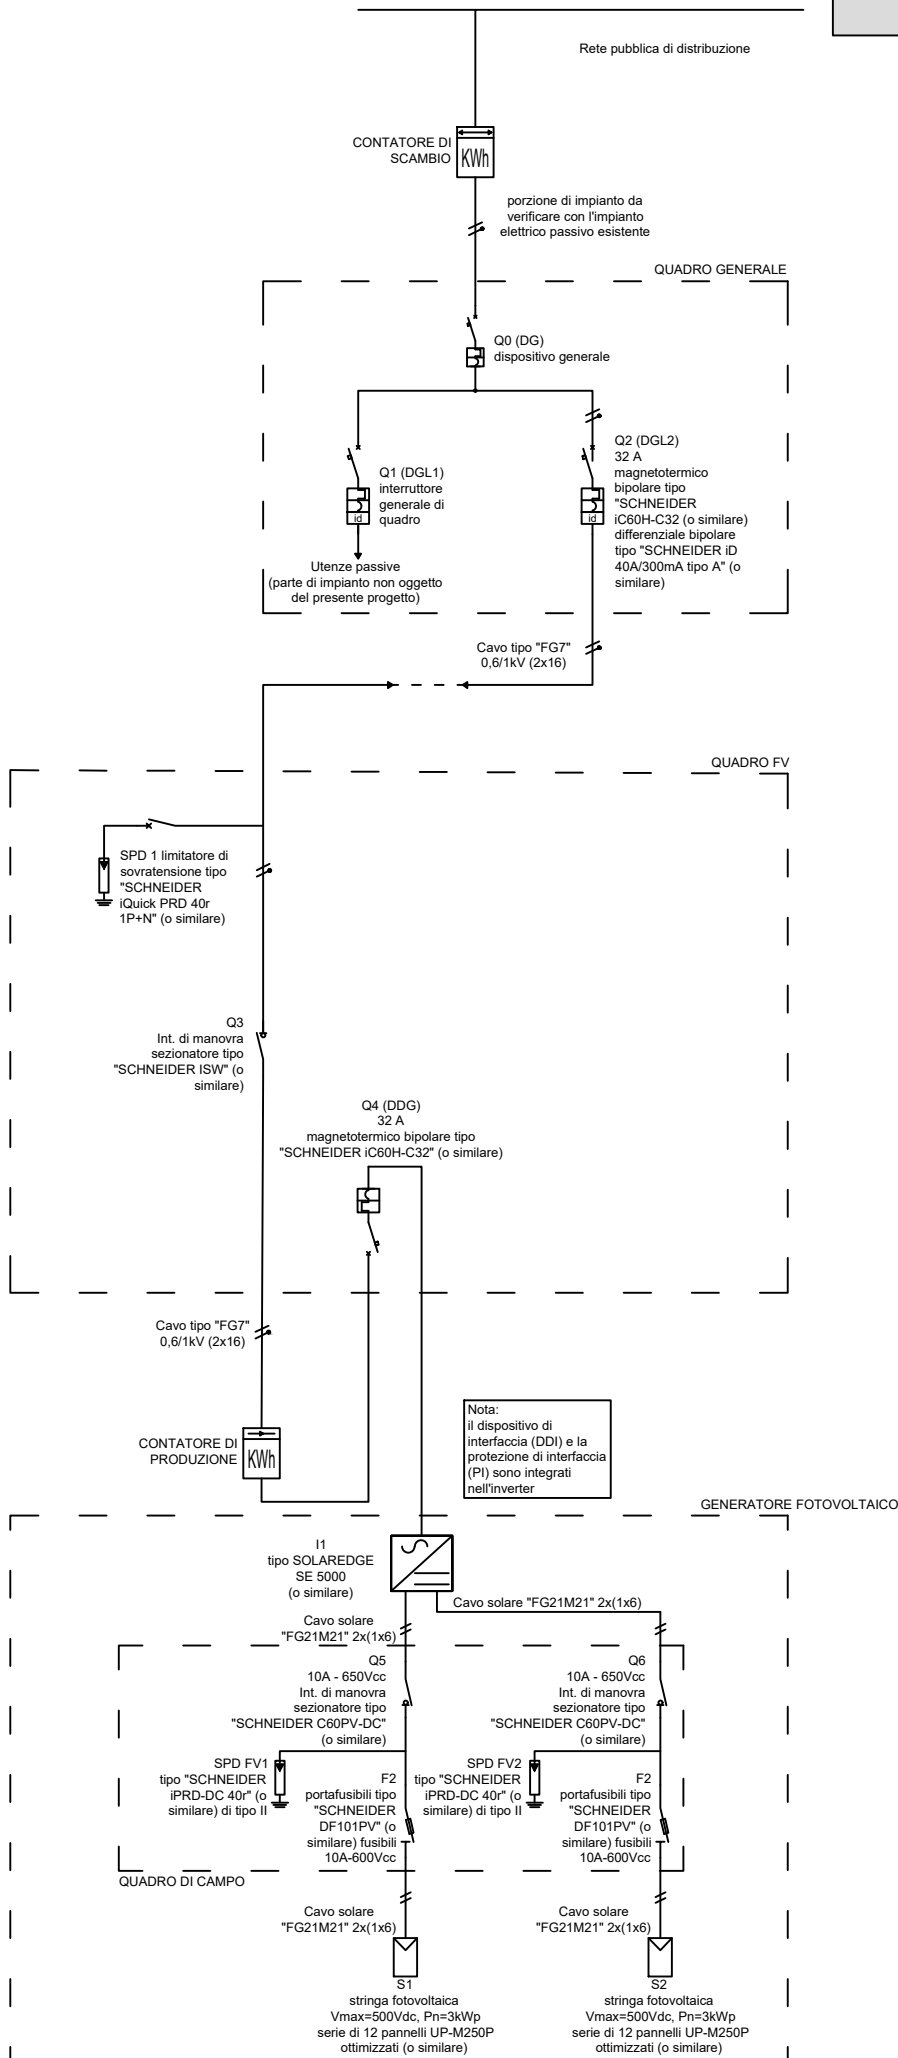 Rete pubblica di distribuzione
CONTATORE DI
SCAMBIO
KWh
porzione di impianto da
verificare con l'impianto
elettrico passivo esistente
QUADRO GENERALE
Q0 (DG)
dispositivo generale
Q1 (DGL1)
interruttore
generale di
quadro
id
Utenze passive
(parte di impianto non oggetto
del presente progetto)
Q2 (DGL2)
32 A
magnetotermico
bipolare tipo
"SCHNEIDER
iC60H-C32 (o similare)
differenziale bipolare
tipo "SCHNEIDER iD
40A/300mA tipo A" (o
similare)
id
Cavo tipo "FG7"
0,6/1kV (2x16)
QUADRO FV
SPD 1 limitatore di
sovratensione tipo
"SCHNEIDER
iQuick PRD 40r
1P+N" (o similare)
Q3
Int. di manovra
sezionatore tipo
"SCHNEIDER ISW" (o
similare)
Q4 (DDG)
32 A
magnetotermico bipolare tipo
"SCHNEIDER iC60H-C32" (o similare)
Cavo tipo "FG7"
0,6/1kV (2x16)
CONTATORE DI
PRODUZIONE
KWh
Nota:
il dispositivo di
interfaccia (DDI) e la
protezione di interfaccia
(PI) sono integrati
nell'inverter
GENERATORE FOTOVOLTAICO
I1
tipo SOLAREDGE
SE 5000
(o similare)
Cavo solare "FG21M21" 2x(1x6)
Cavo solare
"FG21M21" 2x(1x6)
Q5
10A - 650Vcc
Int. di manovra
sezionatore tipo
"SCHNEIDER C60PV-DC"
(o similare)
Q6
10A - 650Vcc
Int. di manovra
sezionatore tipo
"SCHNEIDER C60PV-DC"
(o similare)
SPD FV1
tipo "SCHNEIDER
iPRD-DC 40r" (o
similare) di tipo II
F2
portafusibili tipo
"SCHNEIDER
DF101PV" (o
similare) fusibili
10A-600Vcc
SPD FV2
tipo "SCHNEIDER
iPRD-DC 40r" (o
similare) di tipo II
F2
portafusibili tipo
"SCHNEIDER
DF101PV" (o
similare) fusibili
10A-600Vcc
QUADRO DI CAMPO
Cavo solare
"FG21M21" 2x(1x6)
Cavo solare
"FG21M21" 2x(1x6)
S1
stringa fotovoltaica
Vmax=500Vdc, Pn=3kWp
serie di 12 pannelli UP-M250P
ottimizzati (o similare)
S2
stringa fotovoltaica
Vmax=500Vdc, Pn=3kWp
serie di 12 pannelli UP-M250P
ottimizzati (o similare)